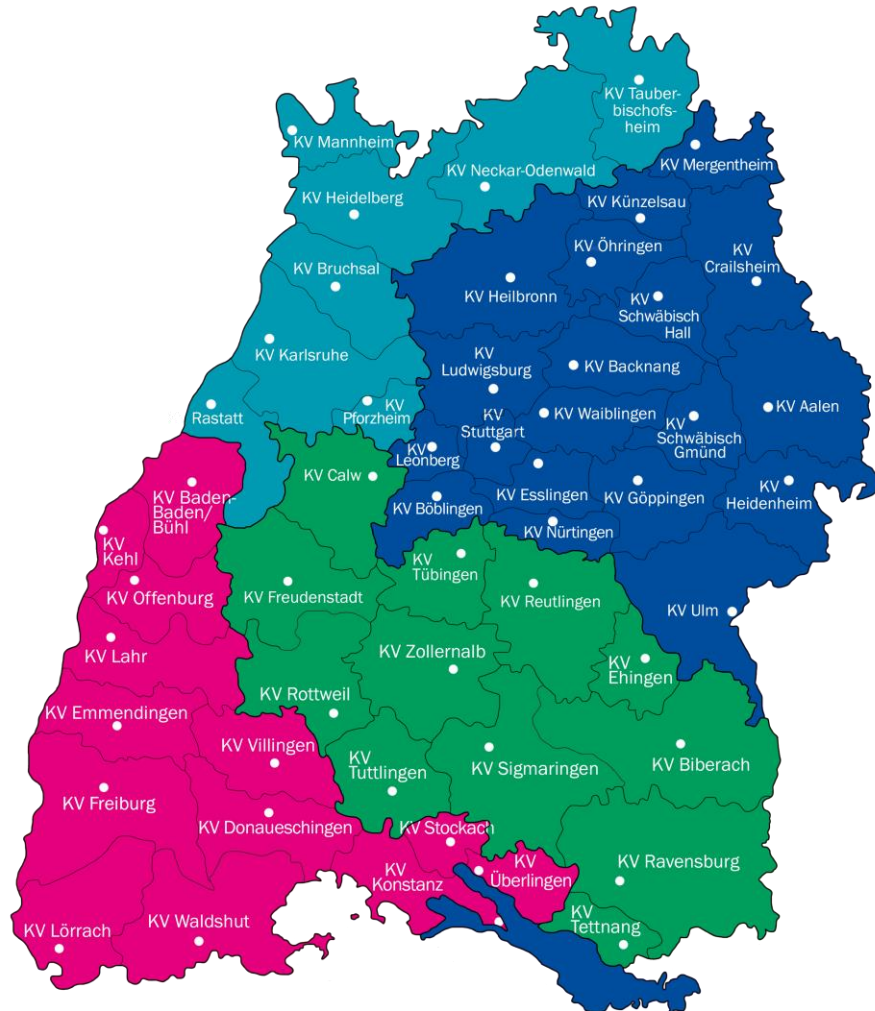 KV Tauber-
bischofs-
heim
KV Mannheim
KV Mergentheim
KV Neckar-Odenwald
KV Heidelberg
KV Künzelsau
KV Öhringen
KV
Crailsheim
KV Bruchsal
KV Heilbronn
KV
Schwäbisch
Hall
KV Karlsruhe
KV
Ludwigsburg
KV Backnang
Rastatt
KV
Pforzheim
KV Waiblingen
KV Aalen
KV
Stuttgart
KV
Schwäbisch
Gmünd
KV
Leonberg
KV Calw
KV Baden-
Baden/
Bühl
KV Esslingen
KV Göppingen
KV
Heidenheim
KV Böblingen
KV Nürtingen
KV
Kehl
KV
Tübingen
KV Offenburg
KV Freudenstadt
KV Reutlingen
KV Ulm
KV Lahr
KV Zollernalb
KV
Ehingen
KV Rottweil
KV Emmendingen
KV Villingen
KV
Tuttlingen
KV Sigmaringen
KV Biberach
KV Freiburg
KV Donaueschingen
KV Stockach
KV
Konstanz
KV
Überlingen
KV Ravensburg
KV Lörrach
KV Waldshut
KV
Tettnang